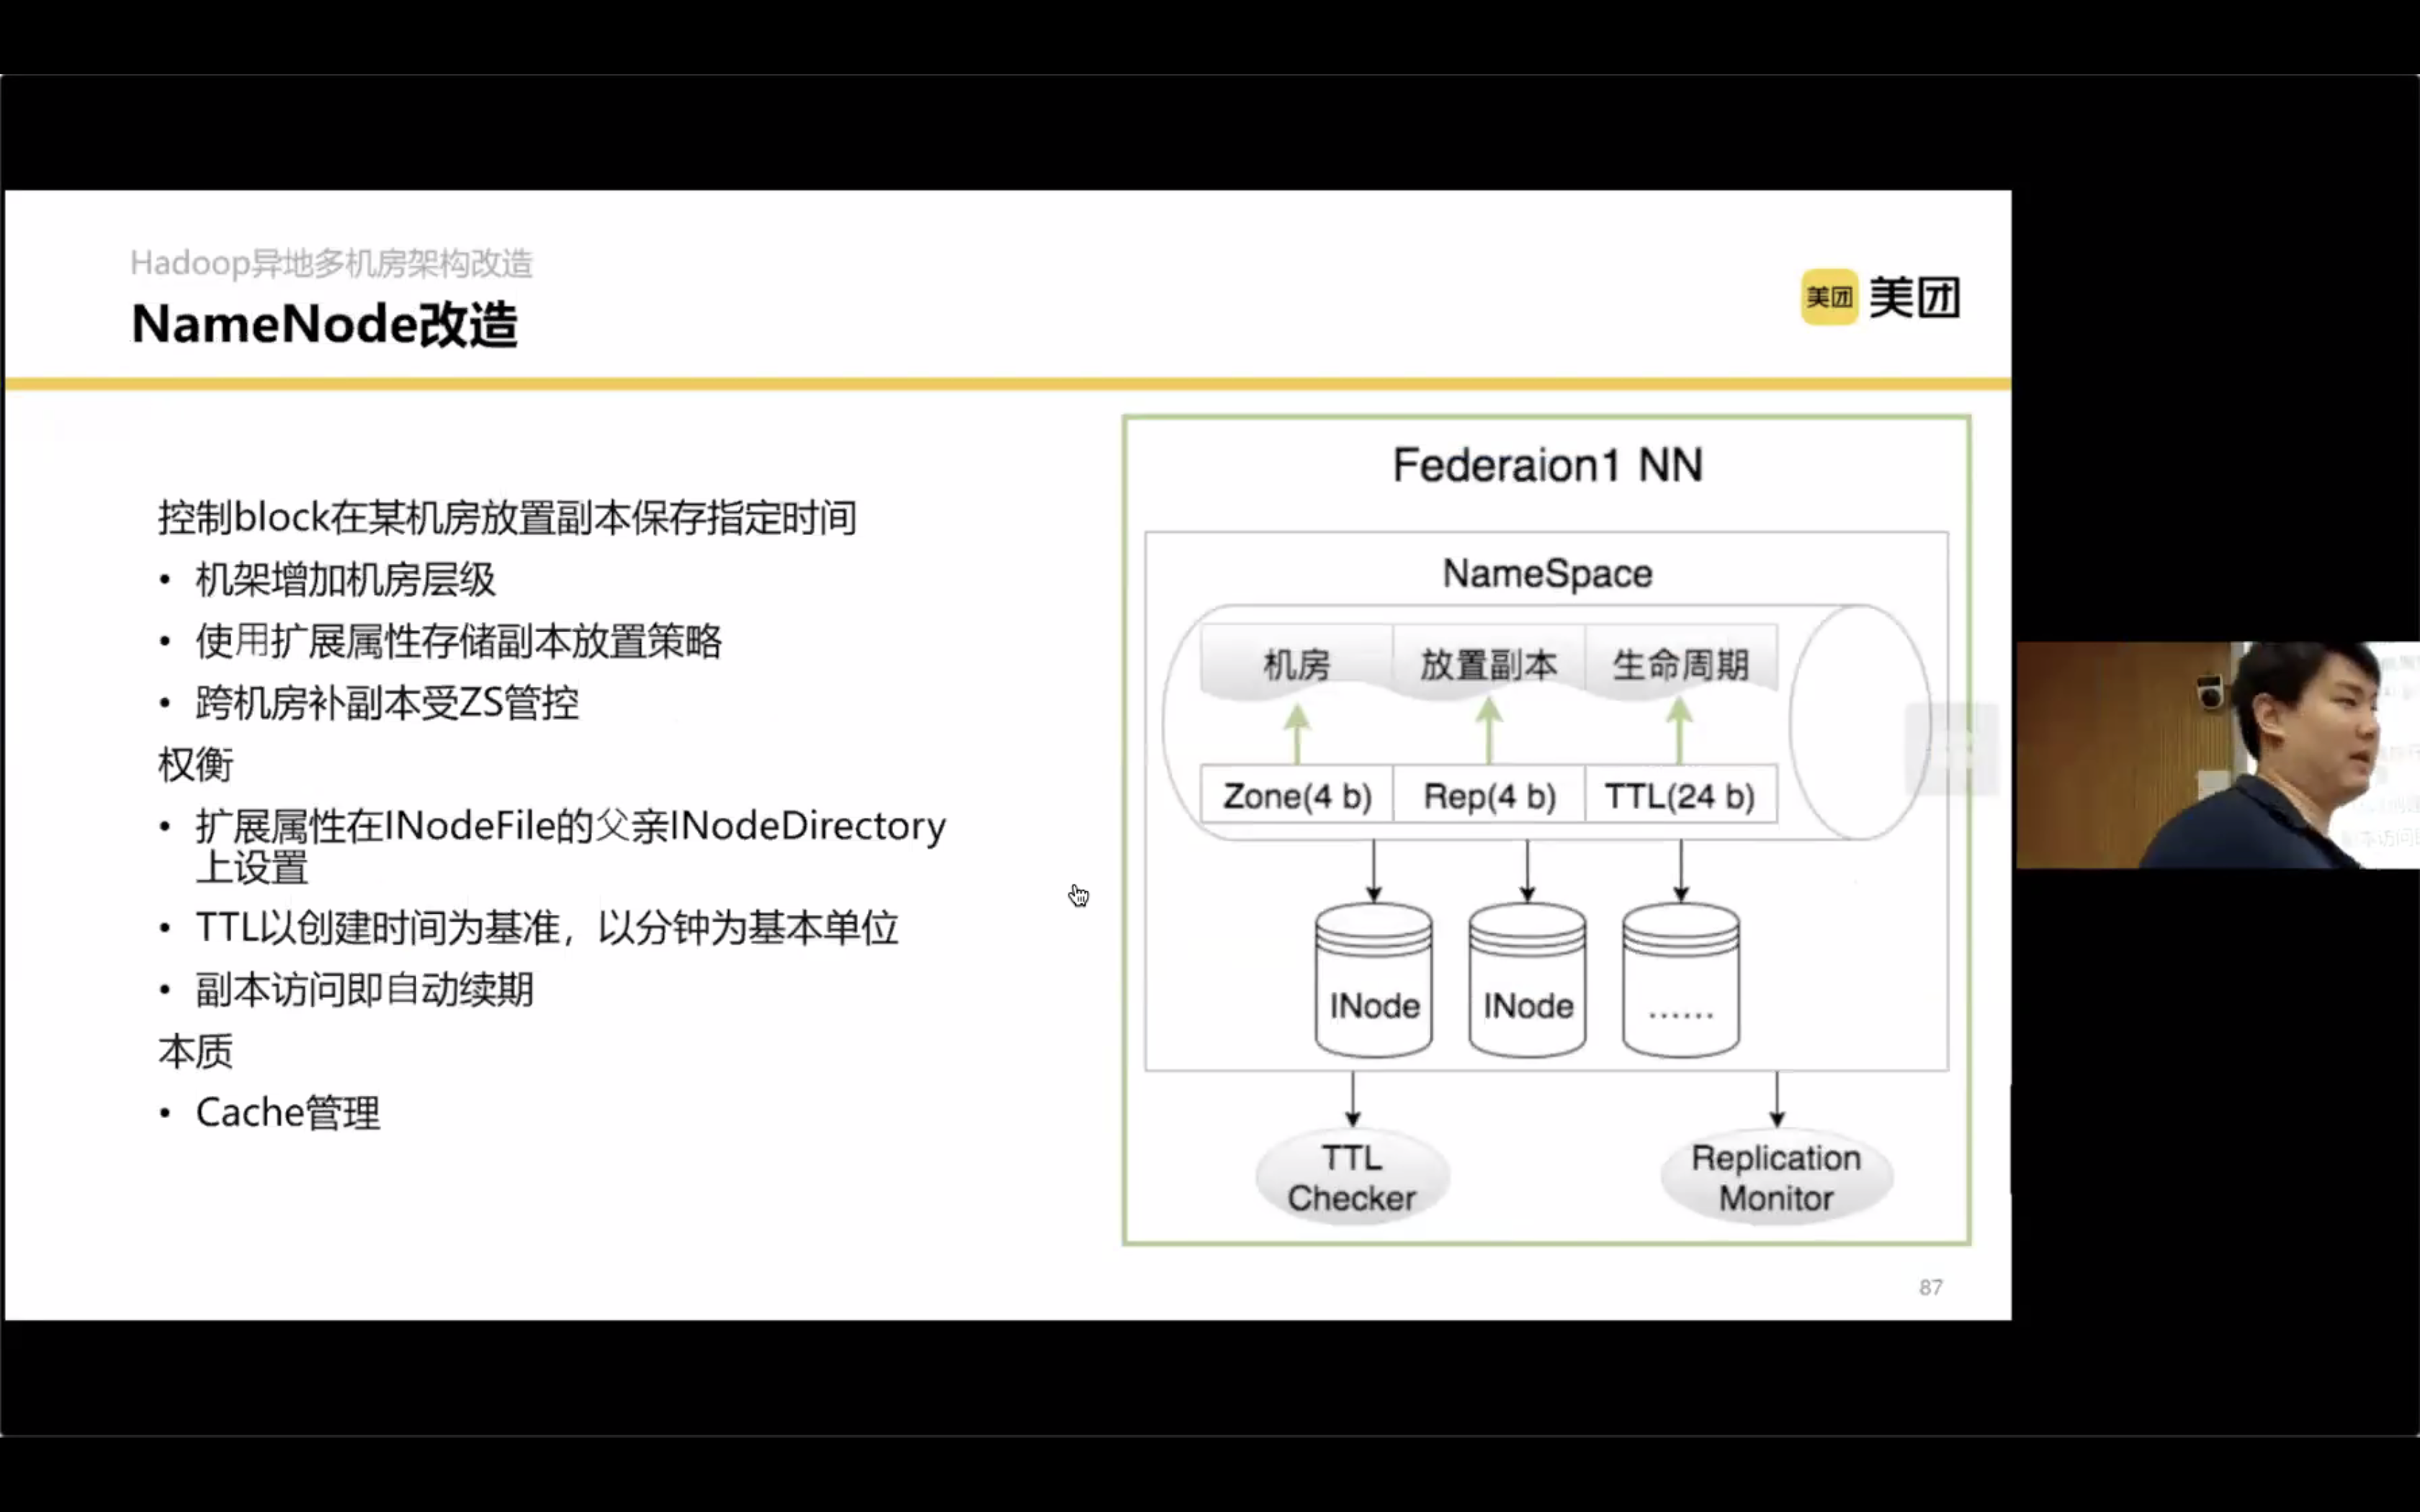 Hadoop异地多机房架构改造
NameNode改造
美团 美团
控制block在某机房放置副本保存指定时间
• 机架增加机房层级
• 使用扩展属性存储副本放置策略
• 跨机房补副本受ZS管控
权衡
• 扩展属性在INodeFile的父亲INodeDirectory
上设置
• TTL以创建时间为基准，以分钟为基本单位
• 副本访问即自动续期
本质
• Cache管理
Federaion1 NN
NameSpace
机房 放置副本 生命周期
Zone(4 b) Rep(4 b) TTL(24 b)
INode INode ......
TTL
Checker
Replication
Monitor
87